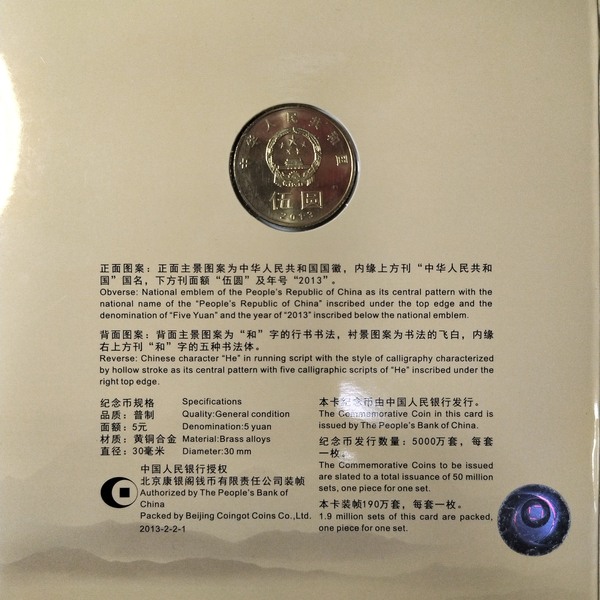 中华人民共和国
伍圆
2013
正面图案：正面主景图案为中华人民共和国国徽，内缘上方刊“中华人民共和
国”国名，下方刊面额“伍圆”及年号“2013”。
Obverse: National emblem of the People's Republic of China as its central pattern with the
national name of the “People's Republic of China” inscribed under the top edge and the
denomination of “Five Yuan” and the year of “2013” inscribed below the national emblem.
背面图案：背面主景图案为“和”字的行书书法，衬景图案为书法的飞白，内缘
右上方刊“和”字的五种书法体。
Reverse: Chinese character “He” in running script with the style of calligraphy characterized
by hollow stroke as its central pattern with five calligraphic scripts of “He” inscribed under the
right top edge.
纪念币规格 Specifications
品质：普制 Quality:General condition
面额：5元 Denomination:5 yuan
材质：黄铜合金 Material:Brass alloys
直径：30毫米 Diameter:30 mm
中国人民银行授权
北京康银阁钱币有限责任公司装帧
Authorized by The People's Bank of
China
Packed by Beijing Coingot Coins Co.,Ltd.
2013-2-2-1
本卡纪念币由中国人民银行发行。
The Commemorative Coin in this card is
issued by The People's Bank of China.
纪念币发行数量：5000万套，每套
一枚。
The Commemorative Coins to be issued
are slated to a total issuance of 50 million
sets, one piece for one set.
本卡装帧190万套，每套一枚。
1.9 million sets of this card are packed,
one piece for one set.